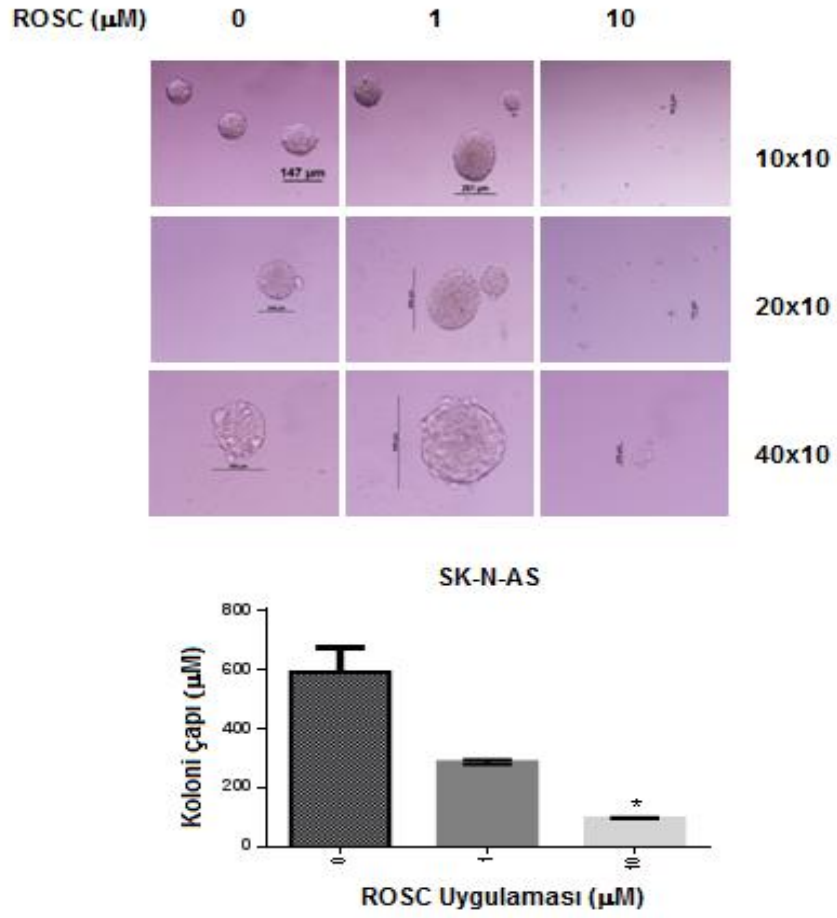 ROSC (µM) 0 1 10
147 µm
10x10
20x10
40x10
SK-N-AS
Koloni çapı (µM)
800
600
400
200
0
*
0 1 10
ROSC Uygulaması (µM)